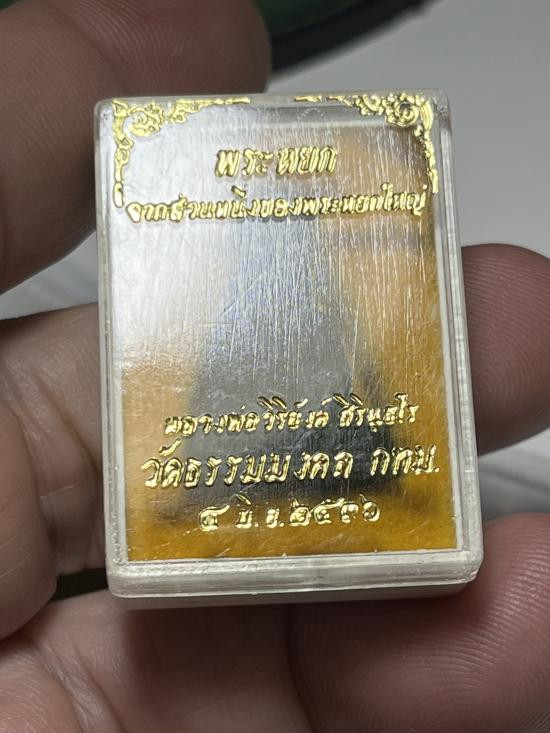 พระหยก
จากส่วนหนึ่งของพระหยกใหญ่
หลวงพ่อวิริยังค์ สิรินฺธโร
วัดธรรมมงคล กทม.
๔ มิ.ย. ๒๕๓๖